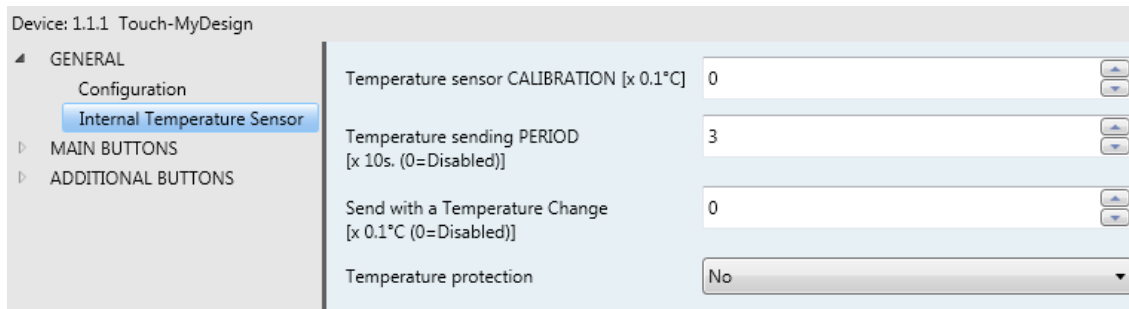 Device: 1.1.1 Touch-MyDesign
GENERAL
Configuration
Internal Temperature Sensor
MAIN BUTTONS
ADDITIONAL BUTTONS
Temperature sensor CALIBRATION [x 0.1°C]
0
Temperature sending PERIOD
[x 10s. (0=Disabled)]
3
Send with a Temperature Change
[x 0.1°C (0=Disabled)]
0
Temperature protection
No